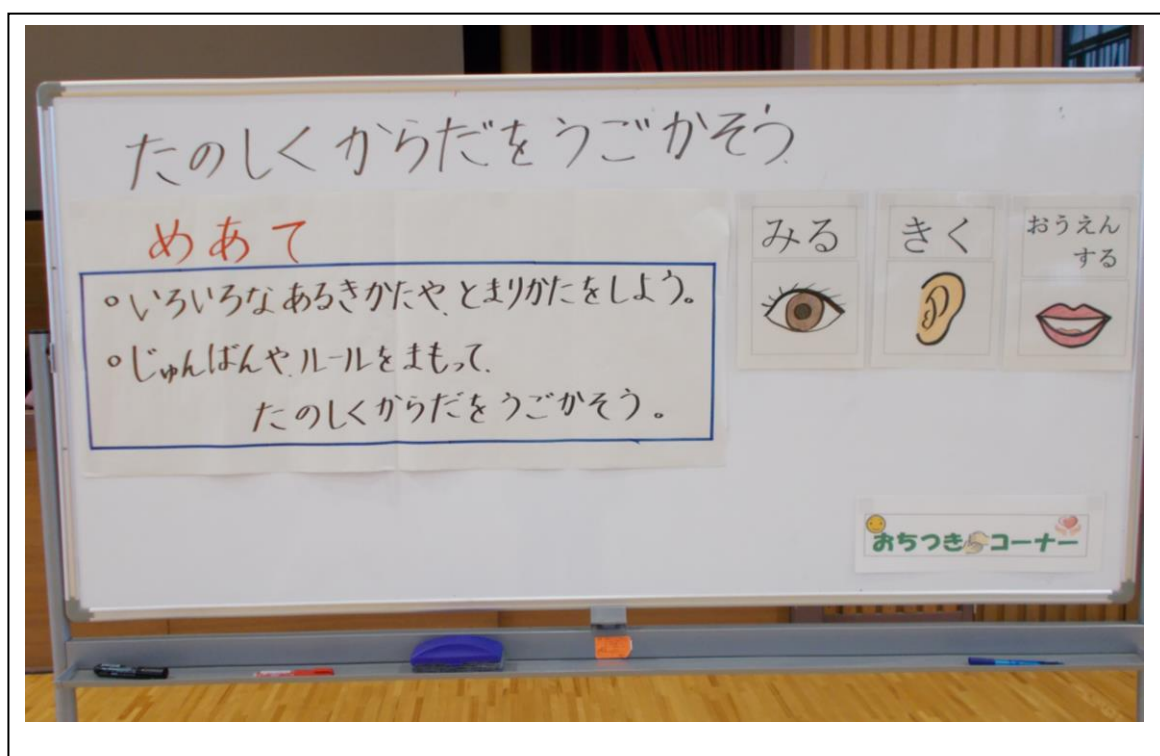 たのしくからだをうごかそう
めあて
○いろいろなあるきかたや、とまりかたをしよう。
○じゅんばんや、ルールをまもって、
たのしくからだをうごかそう。
みる
きく
おうえん
する
おちつきコーナー